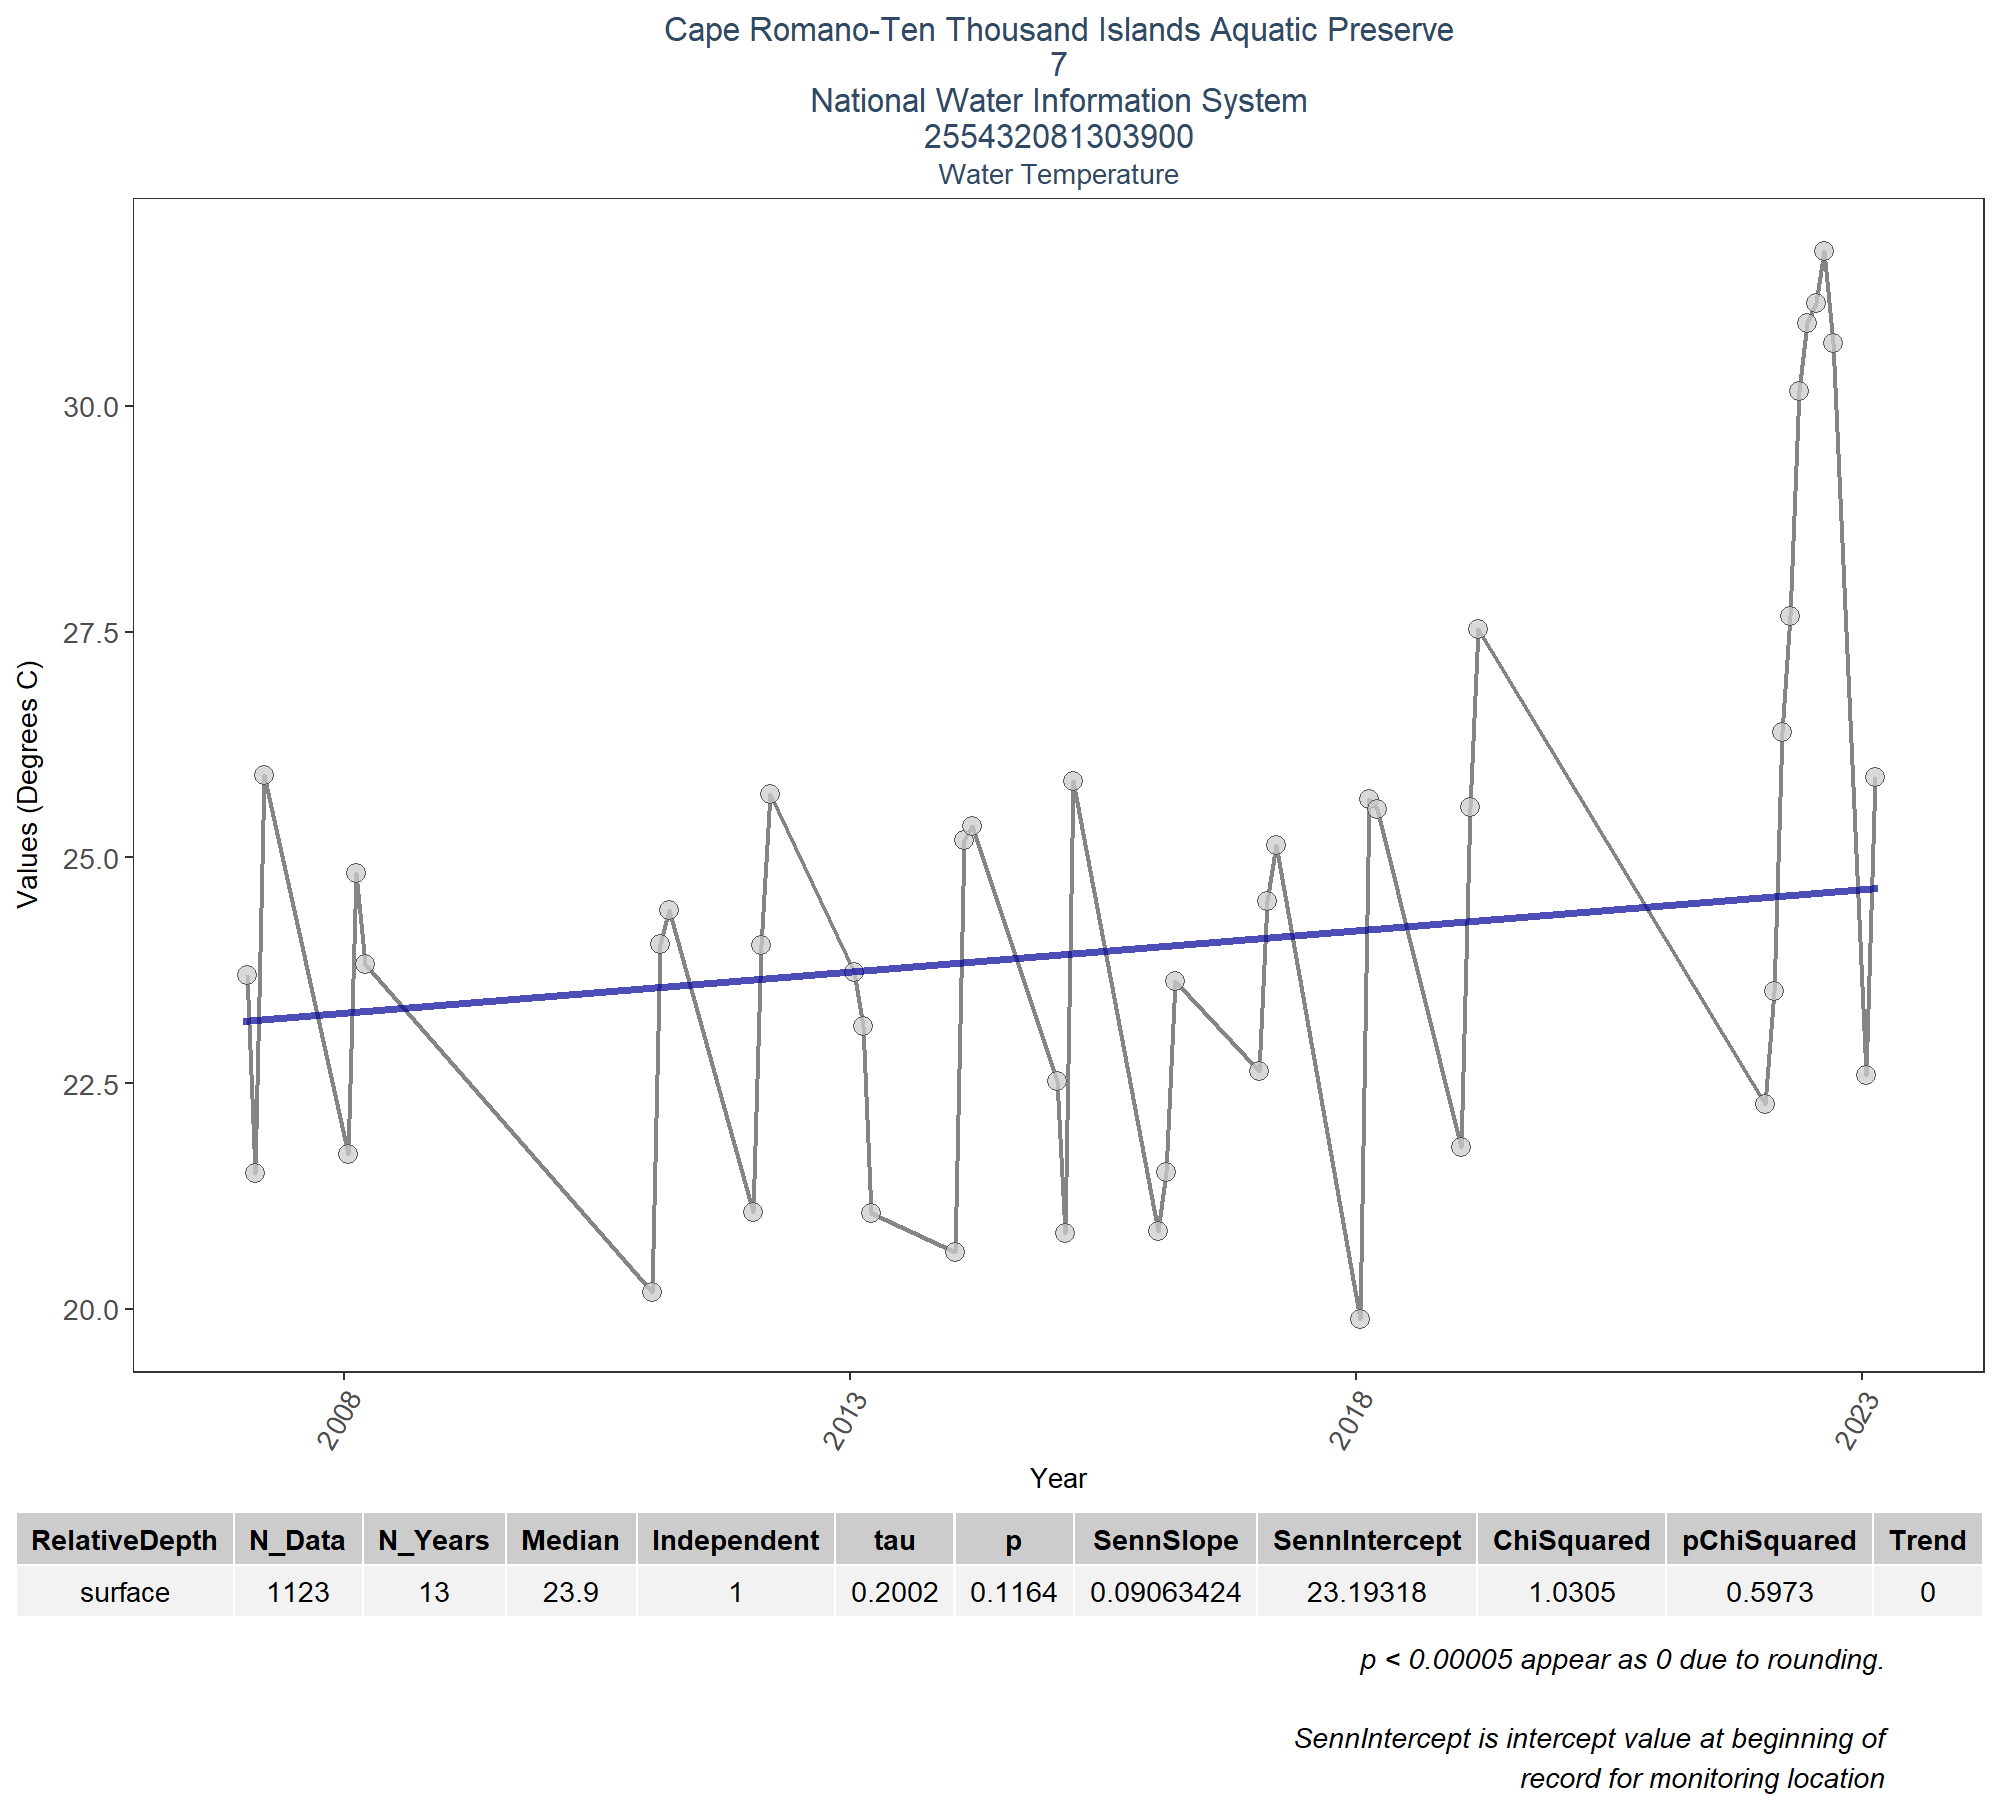 Cape Romano-Ten Thousand Islands Aquatic Preserve
7
National Water Information System
255432081303900
Water Temperature
Values (Degrees C)
30.0
27.5
25.0
22.5
20.0
2008 2013 2018 2023
Year
RelativeDepth N_Data N_Years Median Independent tau p SennSlope SennIntercept ChiSquared pChiSquared Trend
surface 1123 13 23.9 1 0.2002 0.1164 0.09063424 23.19318 1.0305 0.5973 0
p < 0.00005 appear as 0 due to rounding.
SennIntercept is intercept value at beginning of
record for monitoring location